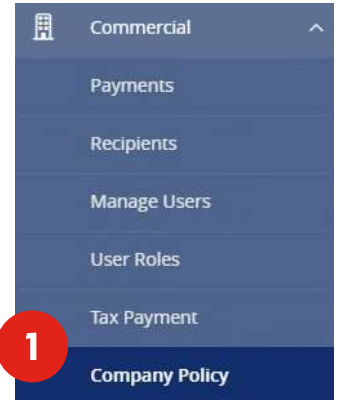 Commercial
Payments
Recipients
Manage Users
User Roles
Tax Payment
1
Company Policy